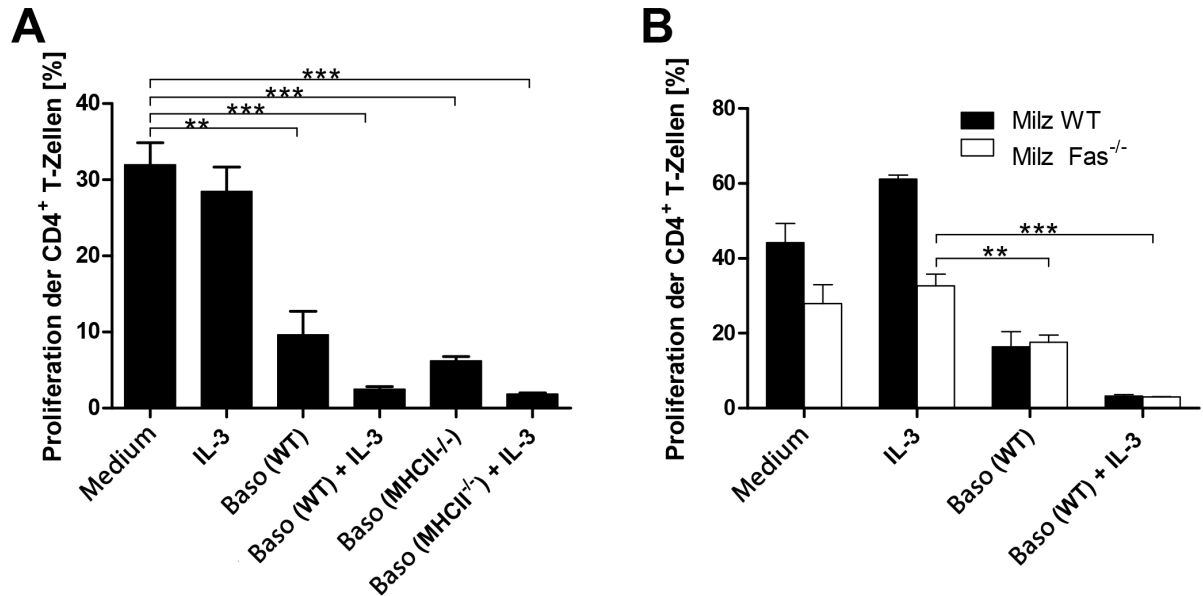 A
Proliferation der CD4+ T-Zellen [%]
40
30
20
10
0
***
***
***
**
Medium
IL-3
Baso (WT)
Baso (WT) + IL-3
Baso (MHCII-/-)
Baso (MHCII-/-) + IL-3
B
Proliferation der CD4+ T-Zellen [%]
80
60
40
20
0
Milz WT
Milz Fas-/-
***
**
Medium
IL-3
Baso (WT)
Baso (WT) + IL-3